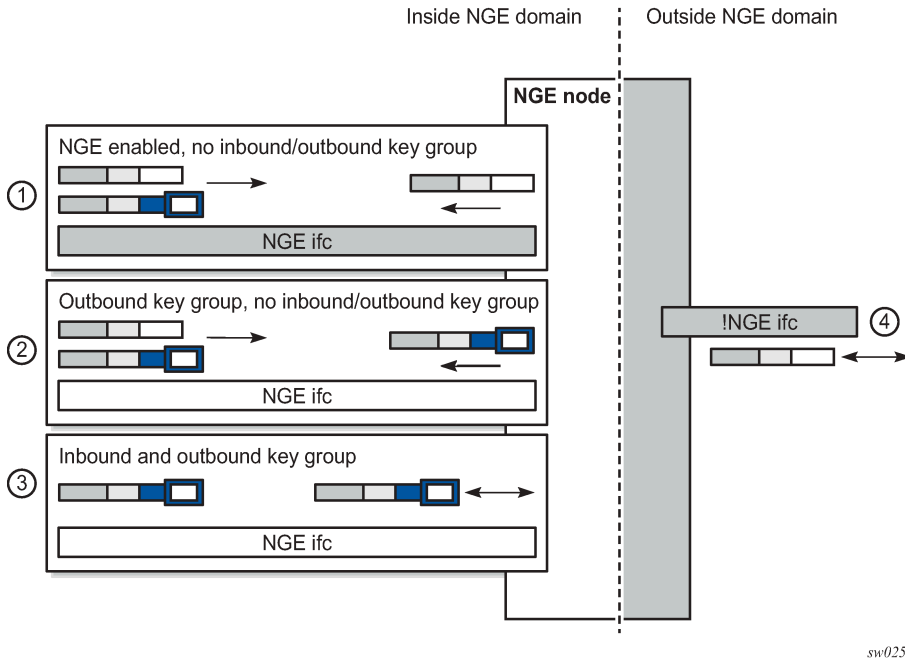 Inside NGE domain
Outside NGE domain
NGE node
NGE enabled, no inbound/outbound key group
1
NGE ifc
Outbound key group, no inbound/outbound key group
2
NGE ifc
!NGE ifc
4
Inbound and outbound key group
3
NGE ifc
sw025